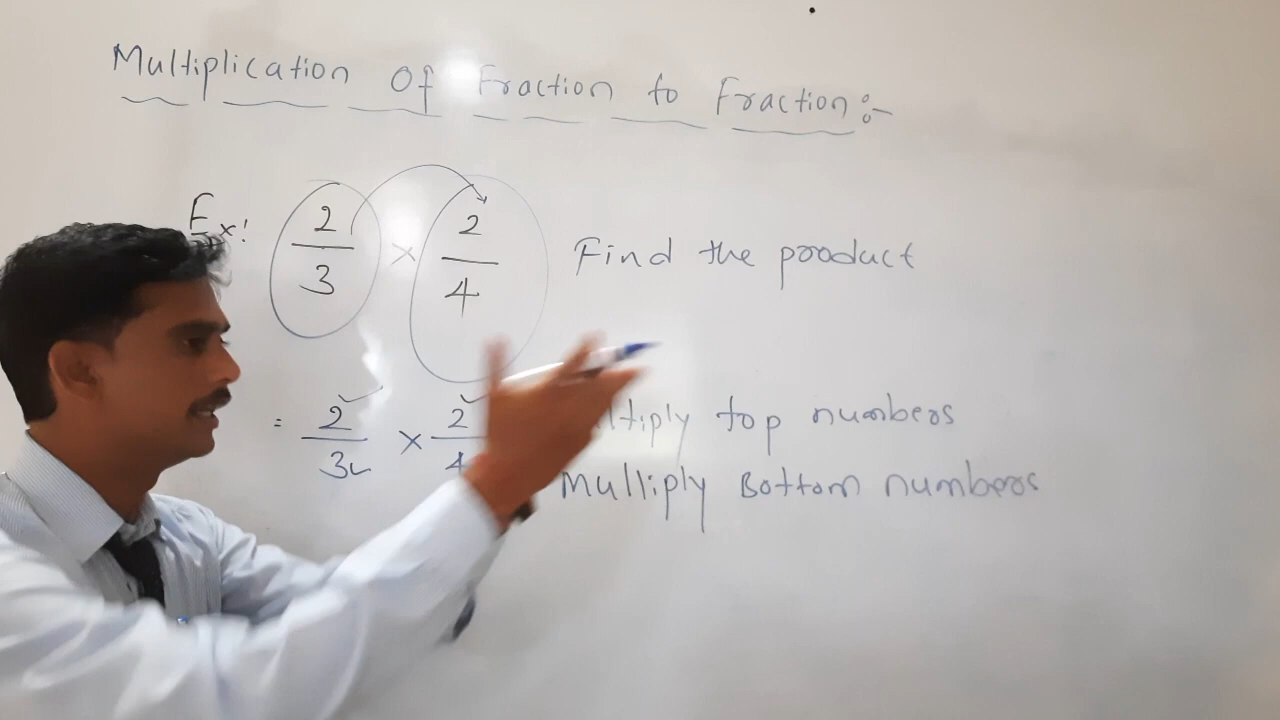 Multiplication Of Fraction to Fraction:-
Ex! 2/3 × 2/4 Find the product
= 2/3 × 2/4 top numbers
Multiply Bottom numbers